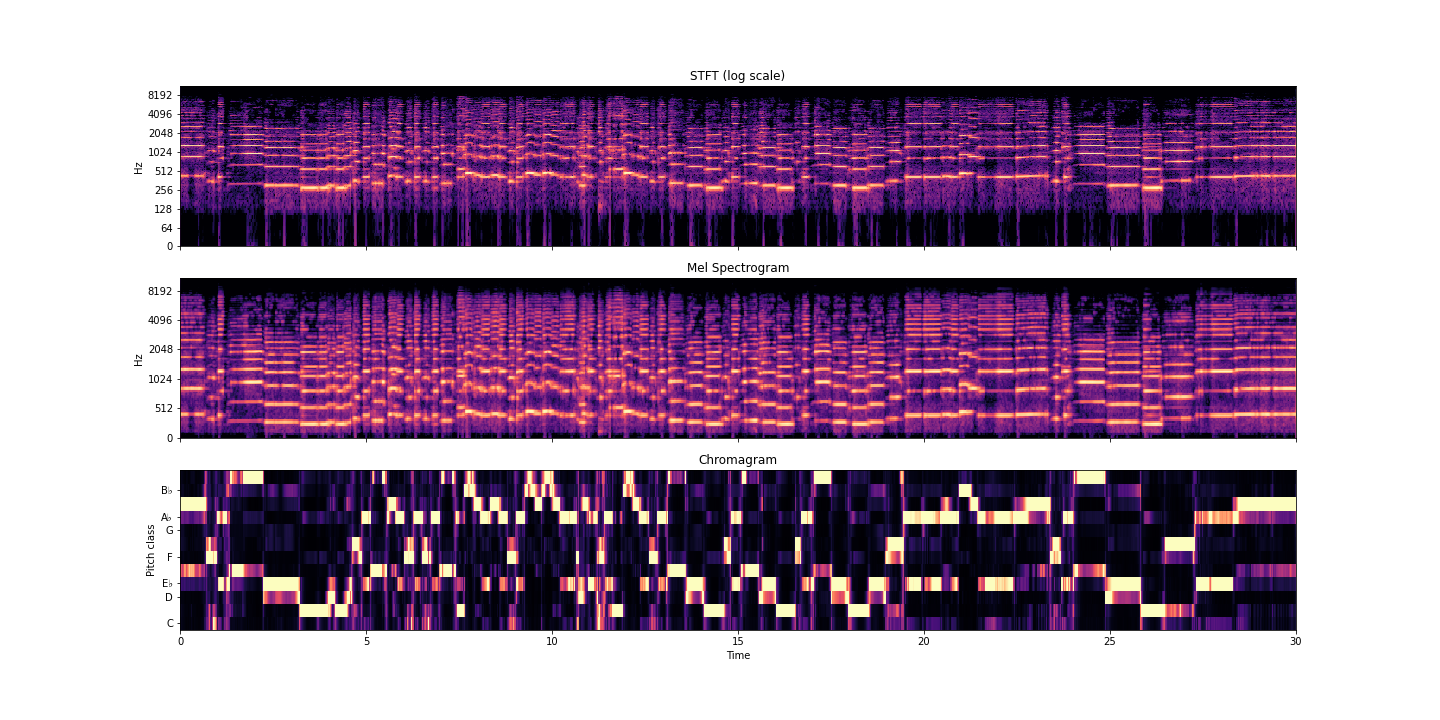 STFT (log scale)
8192
4096
2048
1024
512
256
128
64
0
Hz
Mel Spectrogram
8192
4096
2048
1024
512
0
Hz
Chromagram
B♭
A♭
G
F
E♭
D
C
Pitch class
0 5 10 15 20 25 30
Time